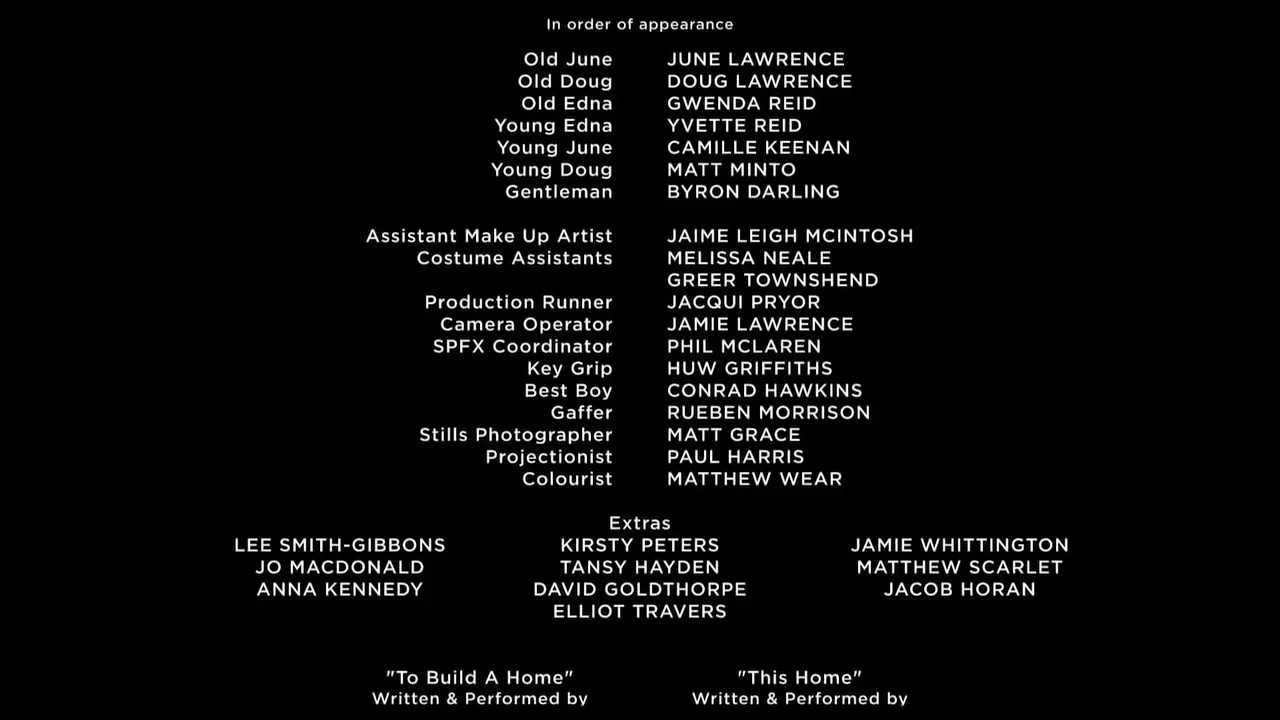 In order of appearance
Old June JUNE LAWRENCE
Old Doug DOUG LAWRENCE
Old Edna GWENDA REID
Young Edna YVETTE REID
Young June CAMILLE KEENAN
Young Doug MATT MINTO
Gentleman BYRON DARLING
Assistant Make Up Artist JAIME LEIGH MCINTOSH
Costume Assistants MELISSA NEALE
GREER TOWNSHEND
Production Runner JACQUI PRYOR
Camera Operator JAMIE LAWRENCE
SPFX Coordinator PHIL MCLAREN
Key Grip HUW GRIFFITHS
Best Boy CONRAD HAWKINS
Gaffer RUEBEN MORRISON
Stills Photographer MATT GRACE
Projectionist PAUL HARRIS
Colourist MATTHEW WEAR
Extras
LEE SMITH-GIBBONS KIRSTY PETERS JAMIE WHITTINGTON
JO MACDONALD TANSY HAYDEN MATTHEW SCARLET
ANNA KENNEDY DAVID GOLDTHORPE JACOB HORAN
ELLIOT TRAVERS
"To Build A Home" "This Home"
Written & Performed by Written & Performed by